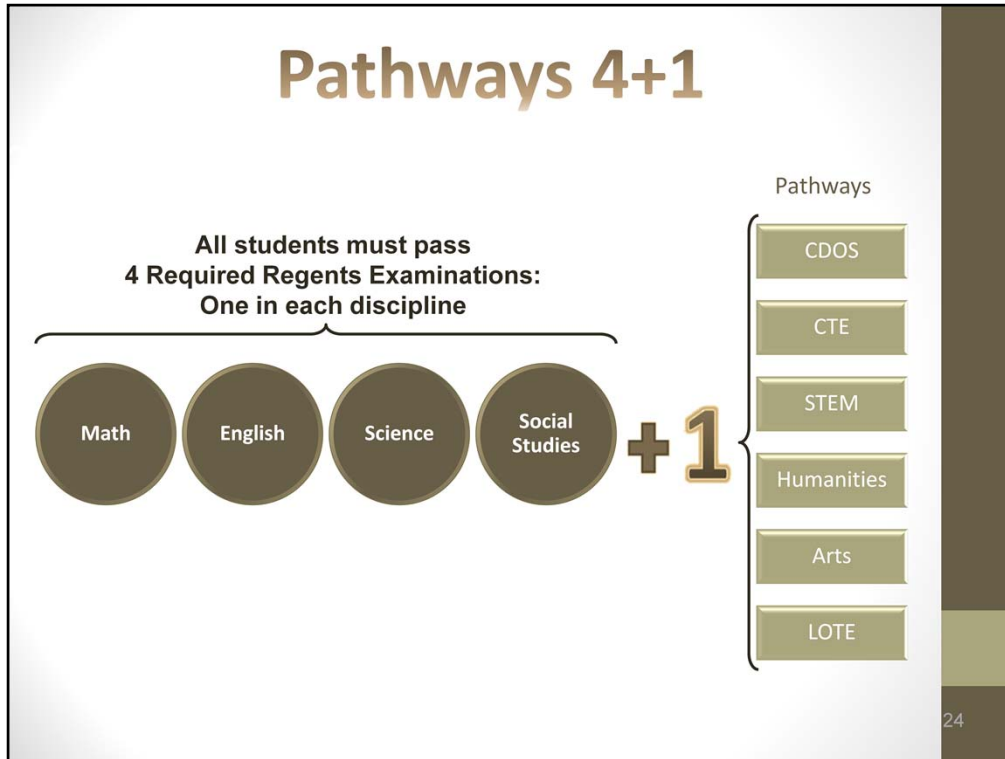 Pathways 4+1
All students must pass
4 Required Regents Examinations:
One in each discipline
Math
English
Science
Social
Studies
+ 1
Pathways
CDOS
CTE
STEM
Humanities
Arts
LOTE
24